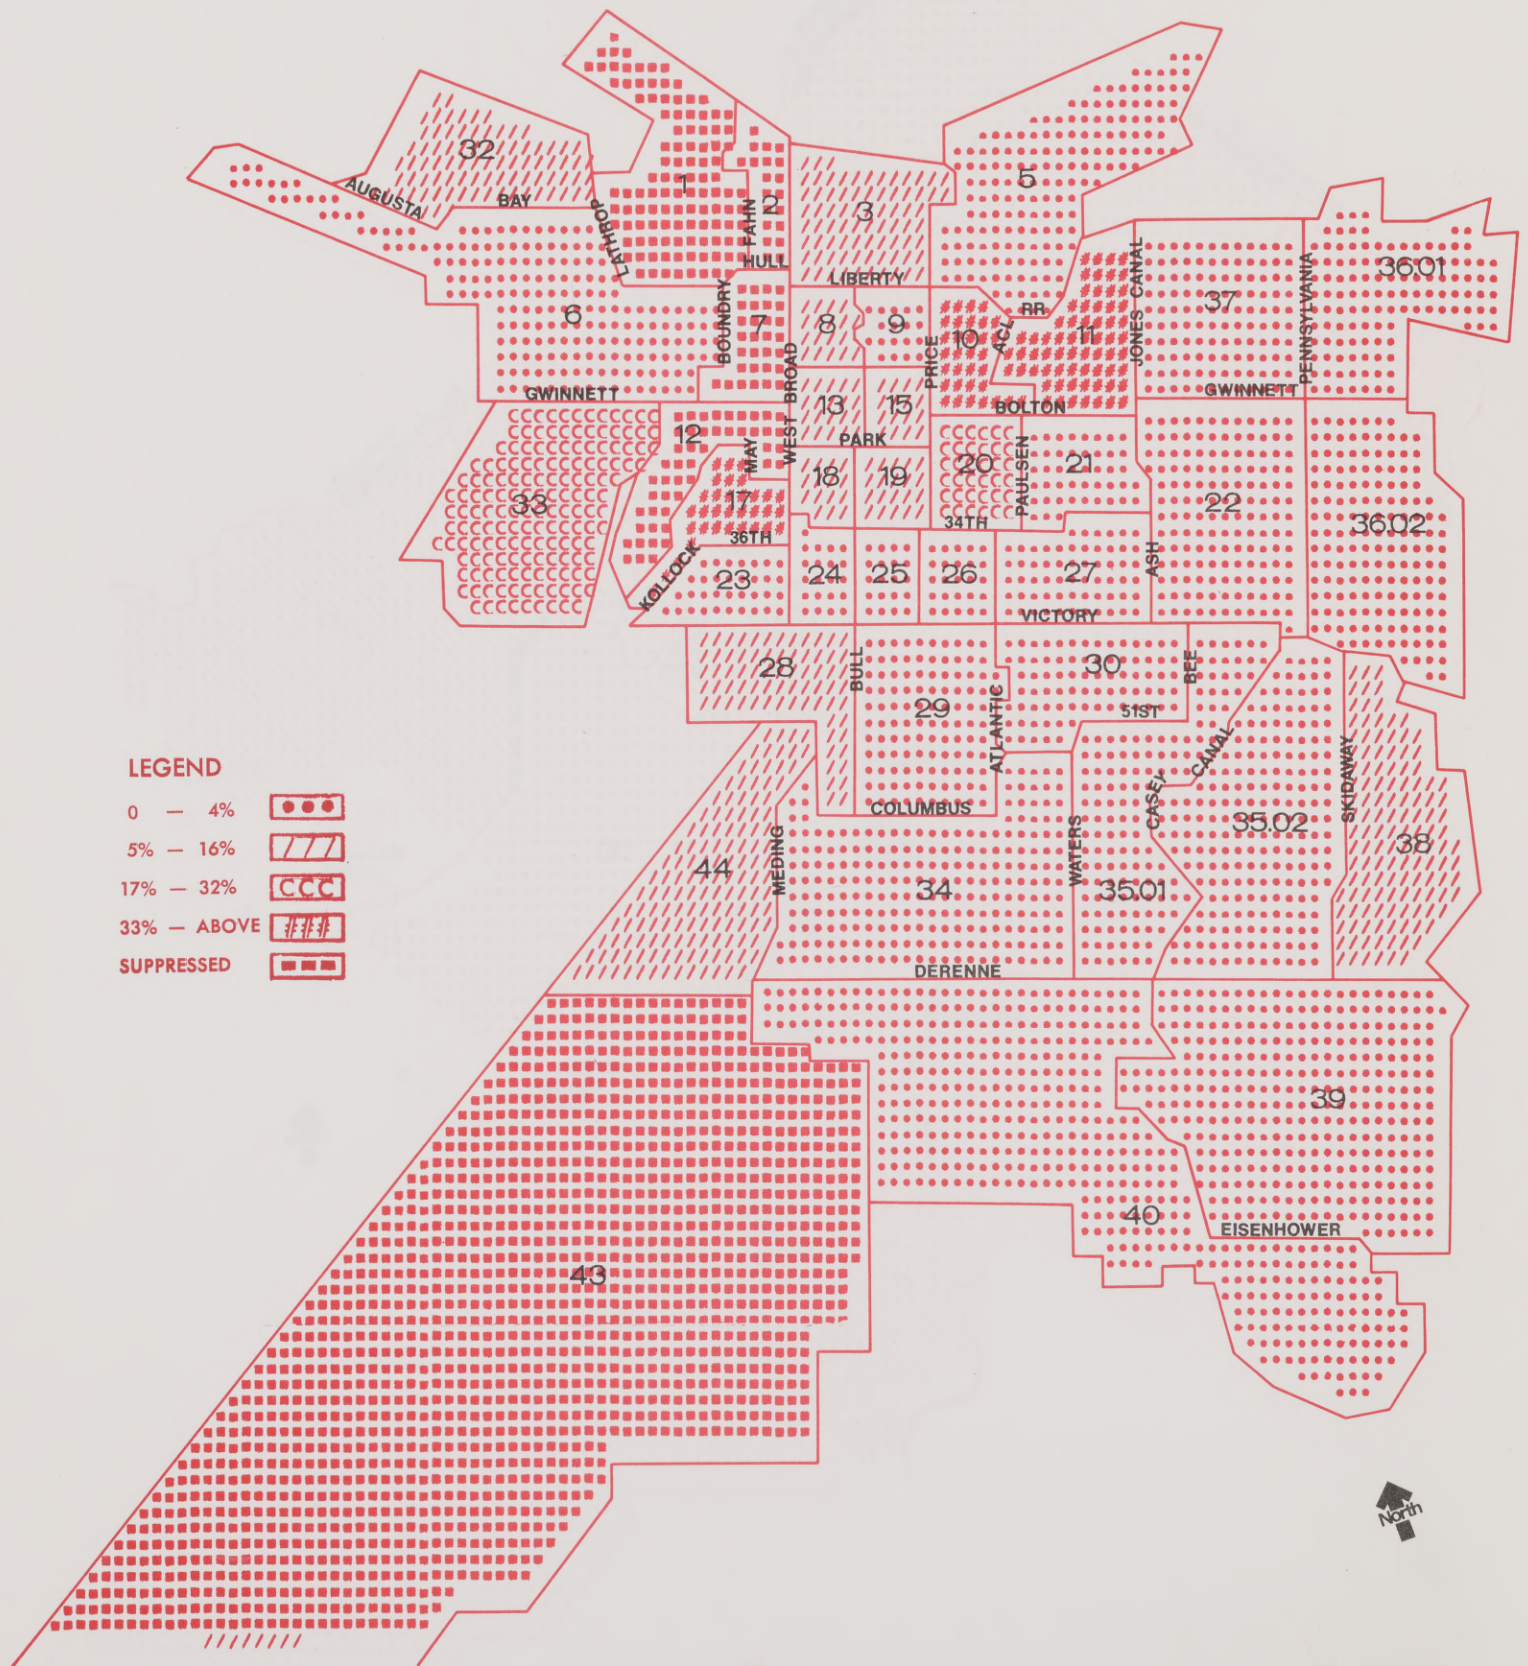 32
AUGUSTA
BAY
LATHROP
1
FAHN
2
HULL
3
LIBERTY
5
RR
ACL
6
BOUNDRY
7
WEST BROAD
8
9
PRICE
10
11
JONES CANAL
37
PENNSYLVANIA
36.01
GWINNETT
GWINNETT
BOLTON
12
MAY
13
15
PARK
33
17
18
19
20
PAULSEN
21
22
36.02
34TH
36TH
KOLLOCK
23
24
25
26
27
ASH
VICTORY
28
BULL
29
ATLANTIC
30
BEE
51ST
CASEY CANAL
SKIDAWAY
COLUMBUS
MEDING
44
34
WATERS
35.01
35.02
38
DERENNE
LEGEND
0 — 4%
5% — 16%
17% — 32%
33% — ABOVE
SUPPRESSED
39
40
EISENHOWER
43
North